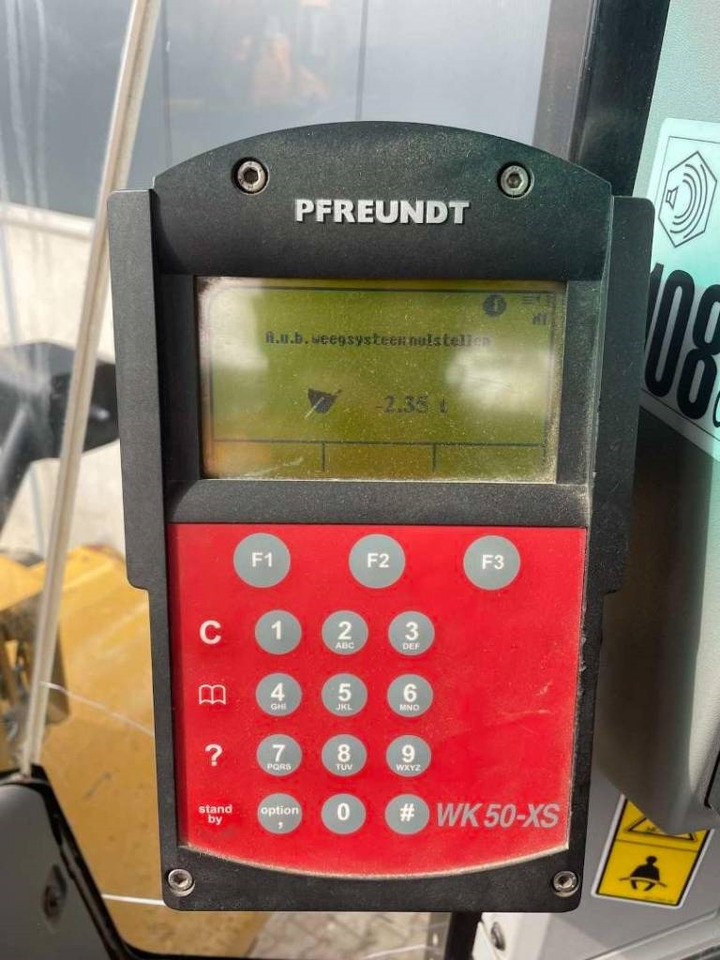 PFREUNDT
A.u.b. weegsysteem nulstellen
-2.35 t
108
F1 F2 F3
C 1 2 3
ABC DEF
4 5 6
GHI JKL MNO
? 7 8 9
PQRS TUV WXYZ
stand by option , 0 #
WK 50-XS